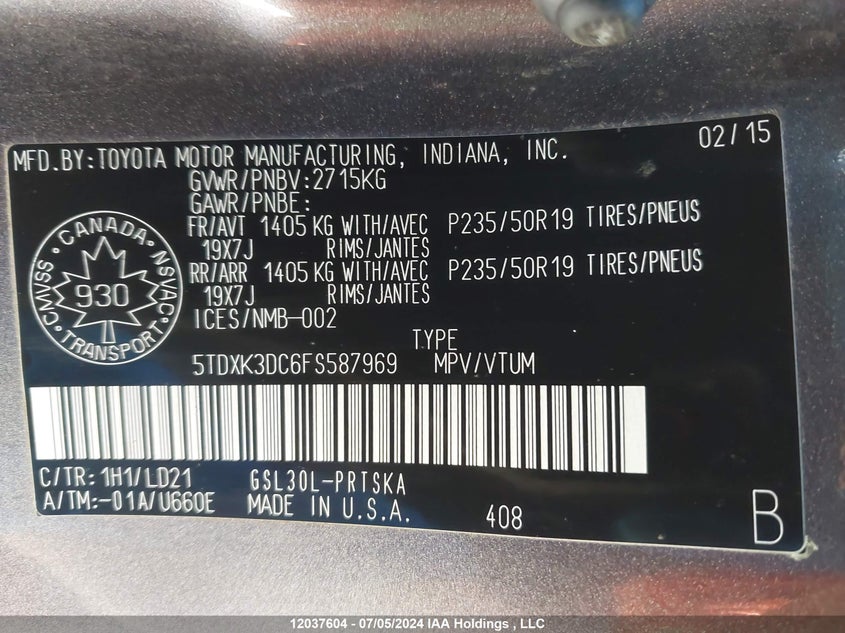 02/15
MFD.BY:TOYOTA MOTOR MANUFACTURING, INDIANA, INC.
GVWR/PNBV:2715KG
GAWR/PNBE:
FR/AVT 1405 KG WITH/AVEC P235/50R19 TIRES/PNEUS
19X7J RIMS/JANTES
RR/ARR 1405 KG WITH/AVEC P235/50R19 TIRES/PNEUS
19X7J RIMS/JANTES
ICES/NMB-002
CANADA
CMVSS · NSVAC
930
TRANSPORT
TYPE
5TDXK3DC6FS587969 MPV/VTUM
C/TR: 1H1/LD21 GSL30L-PRTSKA
A/TM:-01A/U660E MADE IN U.S.A. 408 B
12037604 - 07/05/2024 IAA Holdings , LLC